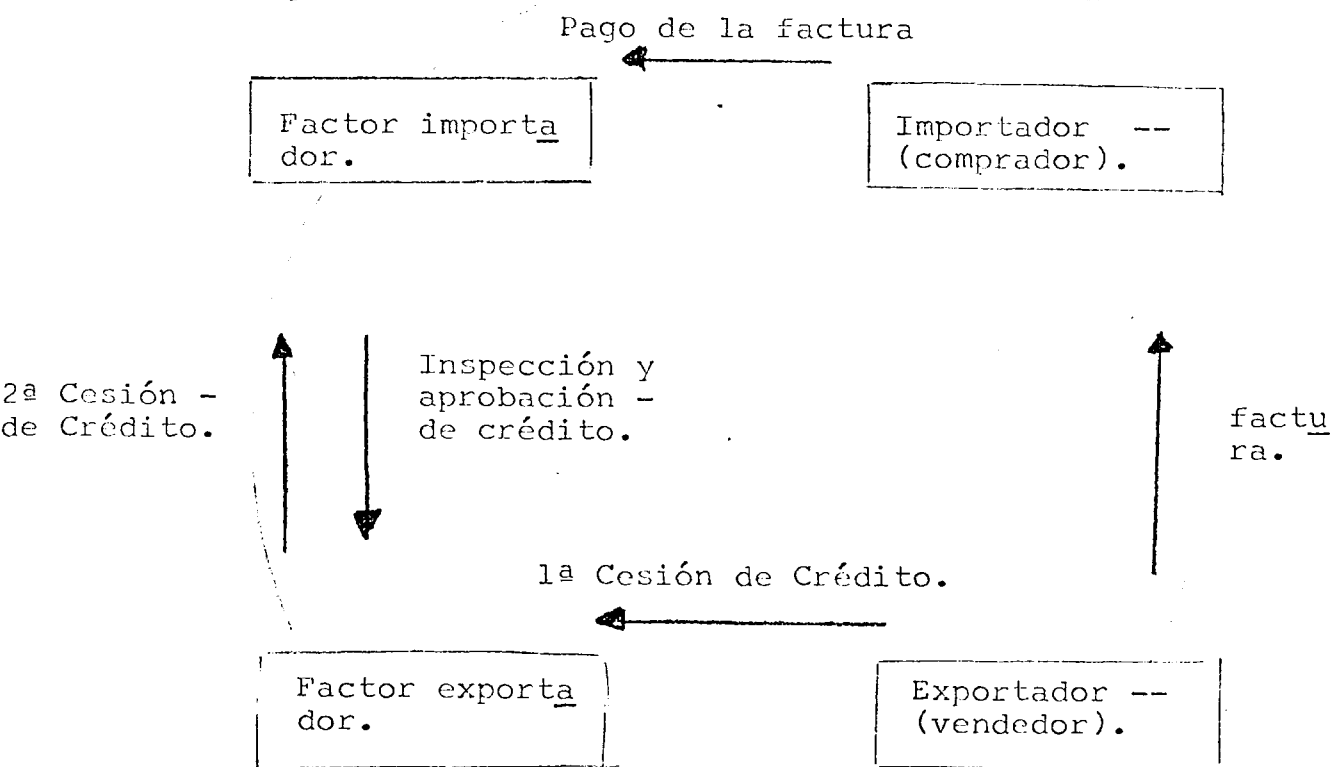 Pago de la factura
Factor importa
dor.
Importador --
(comprador).
2ª Cesión -
de Crédito.
Inspección y
aprobación -
de crédito.
factu
ra.
1ª Cesión de Crédito.
Factor exporta
dor.
Exportador --
(vendedor).